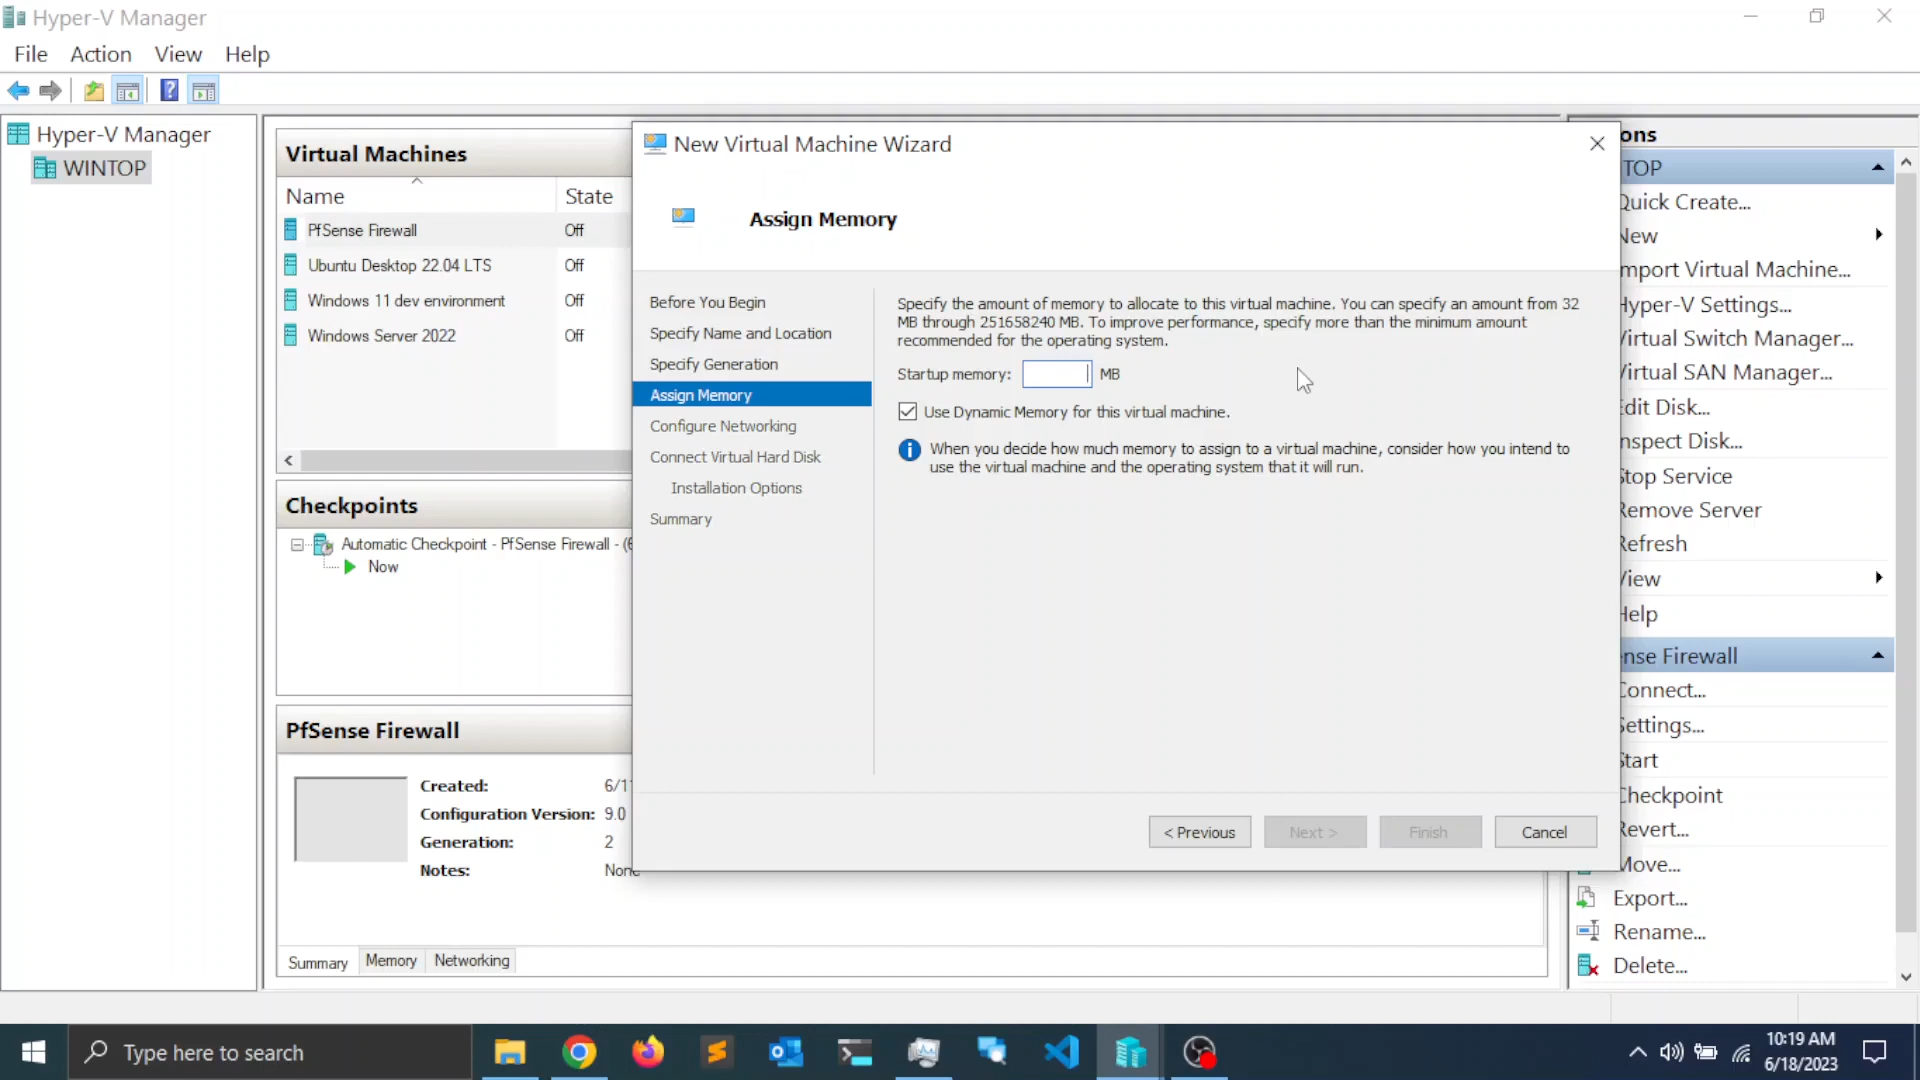 Hyper-V Manager
File Action View Help
Hyper-V Manager
WINTOP
Virtual Machines
Name State
PfSense Firewall Off
Ubuntu Desktop 22.04 LTS Off
Windows 11 dev environment Off
Windows Server 2022 Off
Checkpoints
Automatic Checkpoint - PfSense Firewall - (6
Now
PfSense Firewall
Created: 6/1
Configuration Version: 9.0
Generation: 2
Notes: None
Summary Memory Networking
New Virtual Machine Wizard
Assign Memory
Before You Begin
Specify Name and Location
Specify Generation
Assign Memory
Configure Networking
Connect Virtual Hard Disk
Installation Options
Summary
Specify the amount of memory to allocate to this virtual machine. You can specify an amount from 32
MB through 251658240 MB. To improve performance, specify more than the minimum amount
recommended for the operating system.
Startup memory: MB
Use Dynamic Memory for this virtual machine.
When you decide how much memory to assign to a virtual machine, consider how you intend to
use the virtual machine and the operating system that it will run.
< Previous Next > Finish Cancel
ons
TOP
Quick Create...
New
mport Virtual Machine...
Hyper-V Settings...
Virtual Switch Manager...
Virtual SAN Manager...
Edit Disk...
nspect Disk...
Stop Service
Remove Server
Refresh
View
Help
nse Firewall
Connect...
Settings...
Start
Checkpoint
Revert...
Move...
Export...
Rename...
Delete...
Type here to search
10:19 AM
6/18/2023